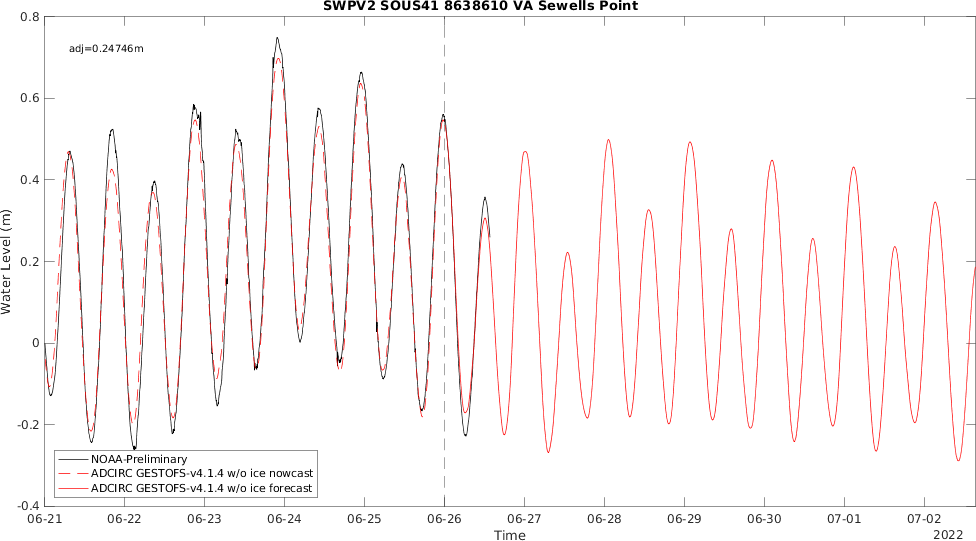 SWPV2 SOUS41 8638610 VA Sewells Point
adj=0.24746m
0.8
0.6
0.4
0.2
0
-0.2
-0.4
Water Level (m)
NOAA-Preliminary
ADCIRC GESTOFS-v4.1.4 w/o ice nowcast
ADCIRC GESTOFS-v4.1.4 w/o ice forecast
06-21 06-22 06-23 06-24 06-25 06-26 06-27 06-28 06-29 06-30 07-01 07-02
Time
2022